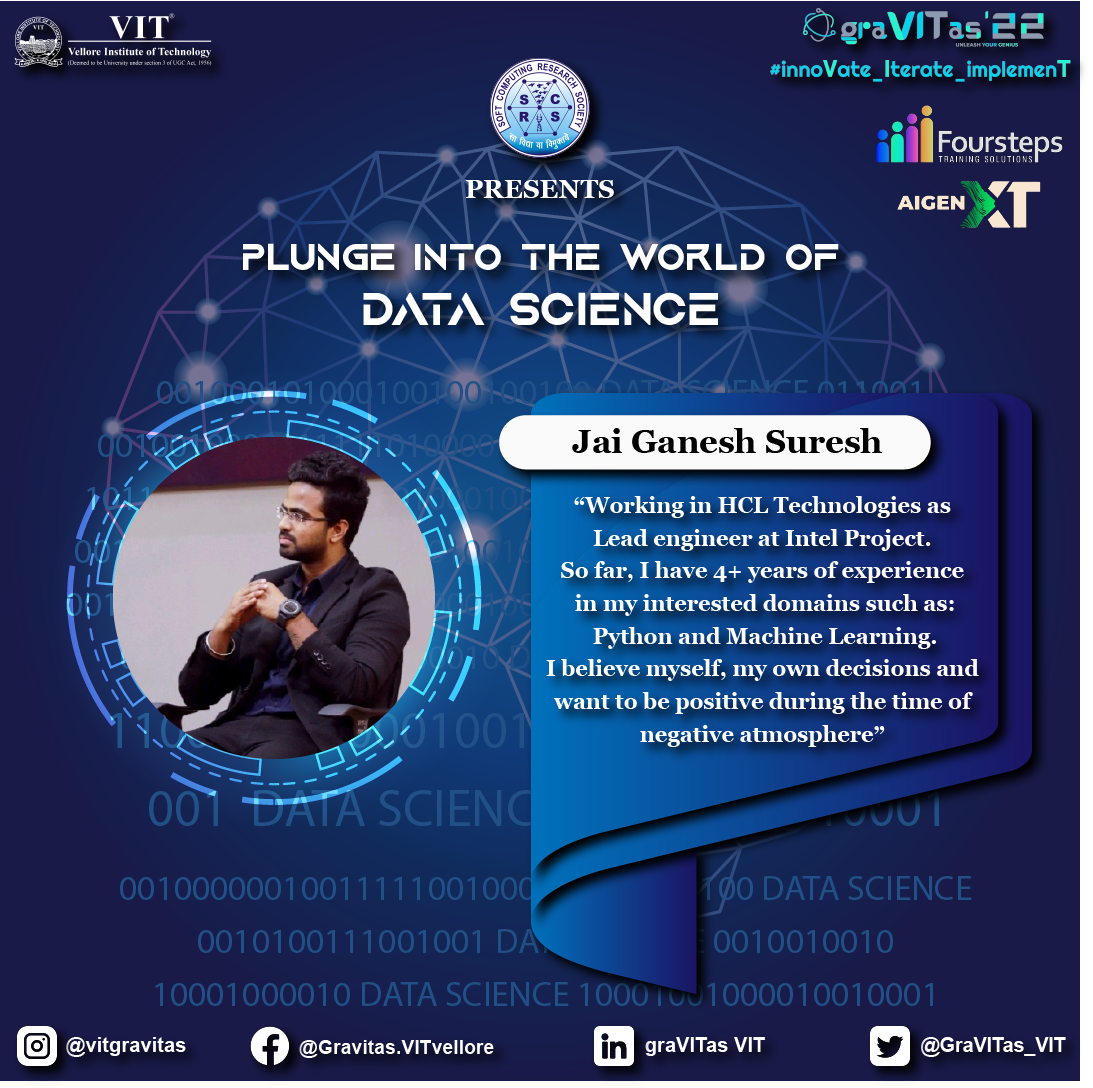 VIT®
Vellore Institute of Technology
(Deemed to be University under section 3 of UGC Act, 1956)
graVITas'22
UNLEASH YOUR GENIUS
#innoVate_Iterate_implemenT
SOFT COMPUTING RESEARCH SOCIETY
S C
R S
सा विद्या या विमुक्तये
Foursteps
TRAINING SOLUTIONS
AIGEN XT
PRESENTS
PLUNGE INTO THE WORLD OF
DATA SCIENCE
Jai Ganesh Suresh
“Working in HCL Technologies as
Lead engineer at Intel Project.
So far, I have 4+ years of experience
in my interested domains such as:
Python and Machine Learning.
I believe myself, my own decisions and
want to be positive during the time of
negative atmosphere”
001 DATA SCIENC
DATA SCIENCE
0010100111001001 DA 0010010010
10001000010 DATA SCIENCE
@vitgravitas
@Gravitas.VITvellore
graVITas VIT
@GraVITas_VIT